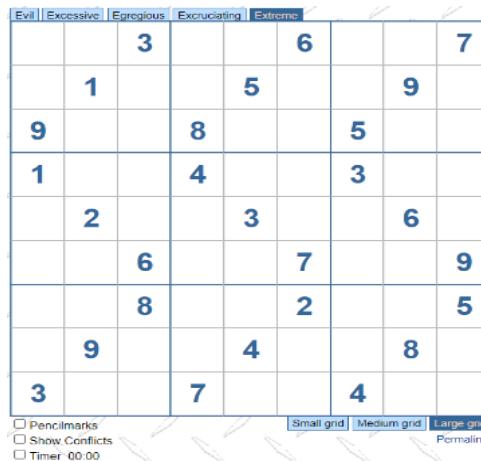 Evil Excessive Egregious Excruciating Extreme
3 6 7
1 5 9
9 8 5
1 4 3
2 3 6
6 7 9
8 2 5
9 4 8
3 7 4
Small grid Medium grid Large gri
Pencilmarks
Show Conflicts Permalin
Timer 00:00